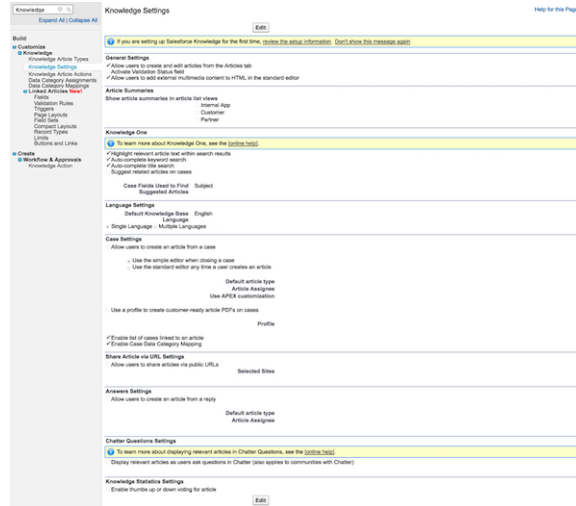 Knowledge
Expand All | Collapse All
Build
Customize
Knowledge
Knowledge Article Types
Knowledge Settings
Knowledge Article Actions
Data Category Assignments
Data Category Mappings
Linked Articles New!
Fields
Validation Rules
Triggers
Page Layouts
Field Sets
Compact Layouts
Record Types
Limits
Buttons and Links
Create
Workflow & Approvals
Knowledge Action
Knowledge Settings
Help for this Page
Edit
If you are setting up Salesforce Knowledge for the first time, review the setup information. Don't show this message again
General Settings
Allow users to create and edit articles from the Articles tab
Activate Validation Status field
Allow users to add external multimedia content to HTML in the standard editor
Article Summaries
Show article summaries in article list views
Internal App
Customer
Partner
Knowledge One
To learn more about Knowledge One, see the [online help].
Highlight relevant article text within search results
Auto-complete keyword search
Auto-complete title search
Suggest related articles on cases
Case Fields Used to Find Subject
Suggested Articles
Language Settings
Default Knowledge Base English
Language
Single Language Multiple Languages
Case Settings
Allow users to create an article from a case
Use the simple editor when closing a case
Use the standard editor any time a user creates an article
Default article type
Article Assignee
Use APEX customization
Use a profile to create customer-ready article PDFs on cases
Profile
Enable list of cases linked to an article
Enable Case Data Category Mapping
Share Article via URL Settings
Allow users to share articles via public URLs
Selected Sites
Answers Settings
Allow users to create an article from a reply
Default article type
Article Assignee
Chatter Questions Settings
To learn more about displaying relevant articles in Chatter Questions, see the [online help].
Display relevant articles as users ask questions in Chatter (also applies to communities with Chatter)
Knowledge Statistics Settings
Enable thumbs up or down voting for article
Edit